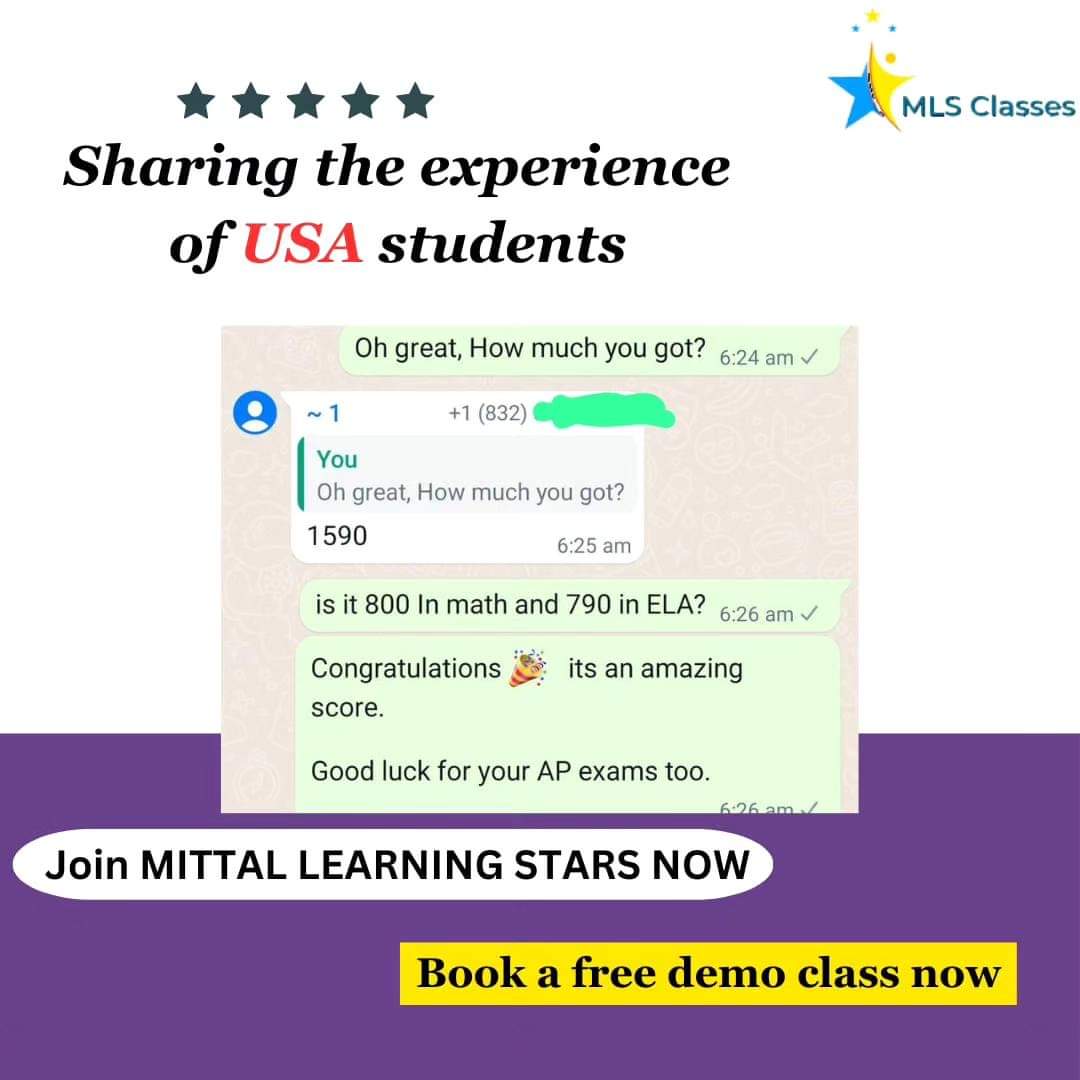 MLS Classes
Sharing the experience
of USA students
Oh great, How much you got? 6:24 am
~ 1 +1 (832)
You
Oh great, How much you got?
1590
6:25 am
is it 800 In math and 790 in ELA? 6:26 am
Congratulations 🎉 its an amazing
score.
Good luck for your AP exams too.
6:26 am
Join MITTAL LEARNING STARS NOW
Book a free demo class now